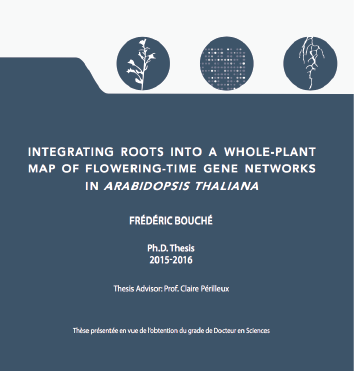 INTEGRATING ROOTS INTO A WHOLE-PLANT
MAP OF FLOWERING-TIME GENE NETWORKS
IN ARABIDOPSIS THALIANA
FRÉDÉRIC BOUCHÉ
Ph.D. Thesis
2015-2016
Thesis Advisor: Prof. Claire Périlleux
Thèse présentée en vue de l'obtention du grade de Docteur en Sciences